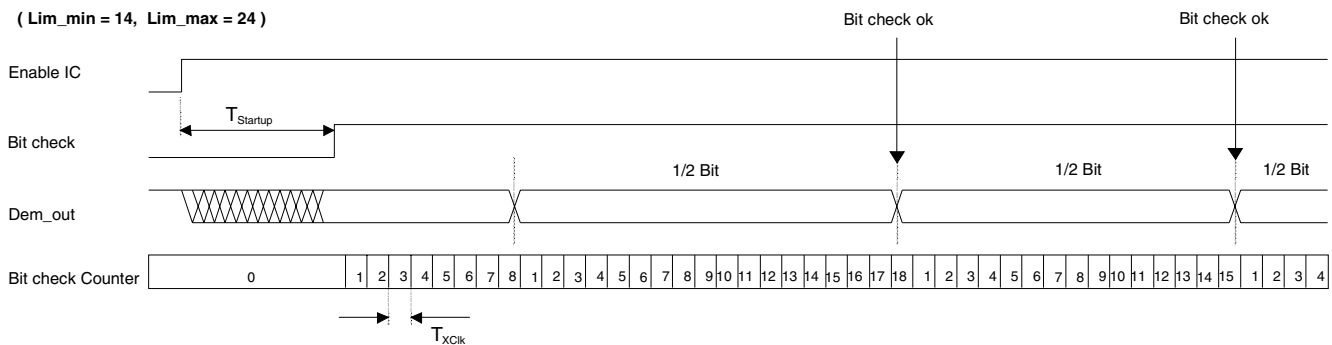 ( Lim_min = 14, Lim_max = 24 )
Bit check ok
Bit check ok
Enable IC
TStartup
Bit check
1/2 Bit
1/2 Bit
1/2 Bit
Dem_out
Bit check Counter
0 1 2 3 4 5 6 7 8 1 2 3 4 5 6 7 8 9 10 11 12 13 14 15 16 17 18 1 2 3 4 5 6 7 8 9 10 11 12 13 14 15 1 2 3 4
TXClk